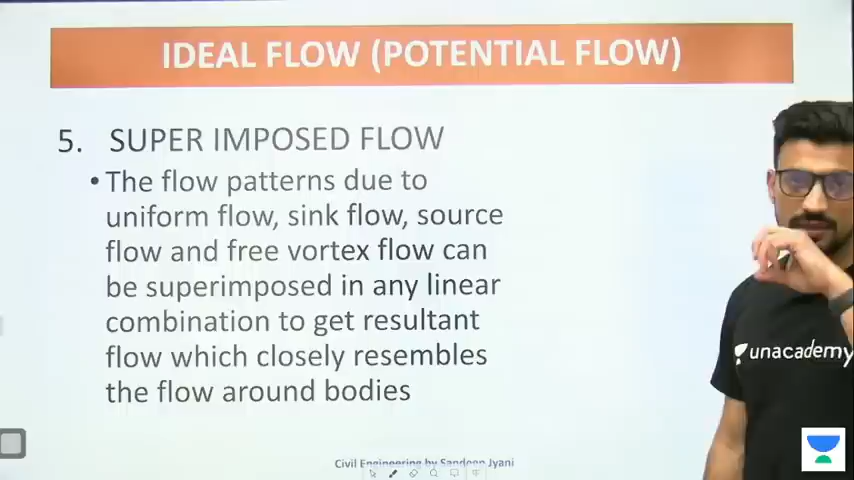 IDEAL FLOW (POTENTIAL FLOW)
5. SUPER IMPOSED FLOW
• The flow patterns due to
uniform flow, sink flow, source
flow and free vortex flow can
be superimposed in any linear
combination to get resultant
flow which closely resembles
the flow around bodies
unacademy
Civil Engineering by Sandeep Jyani